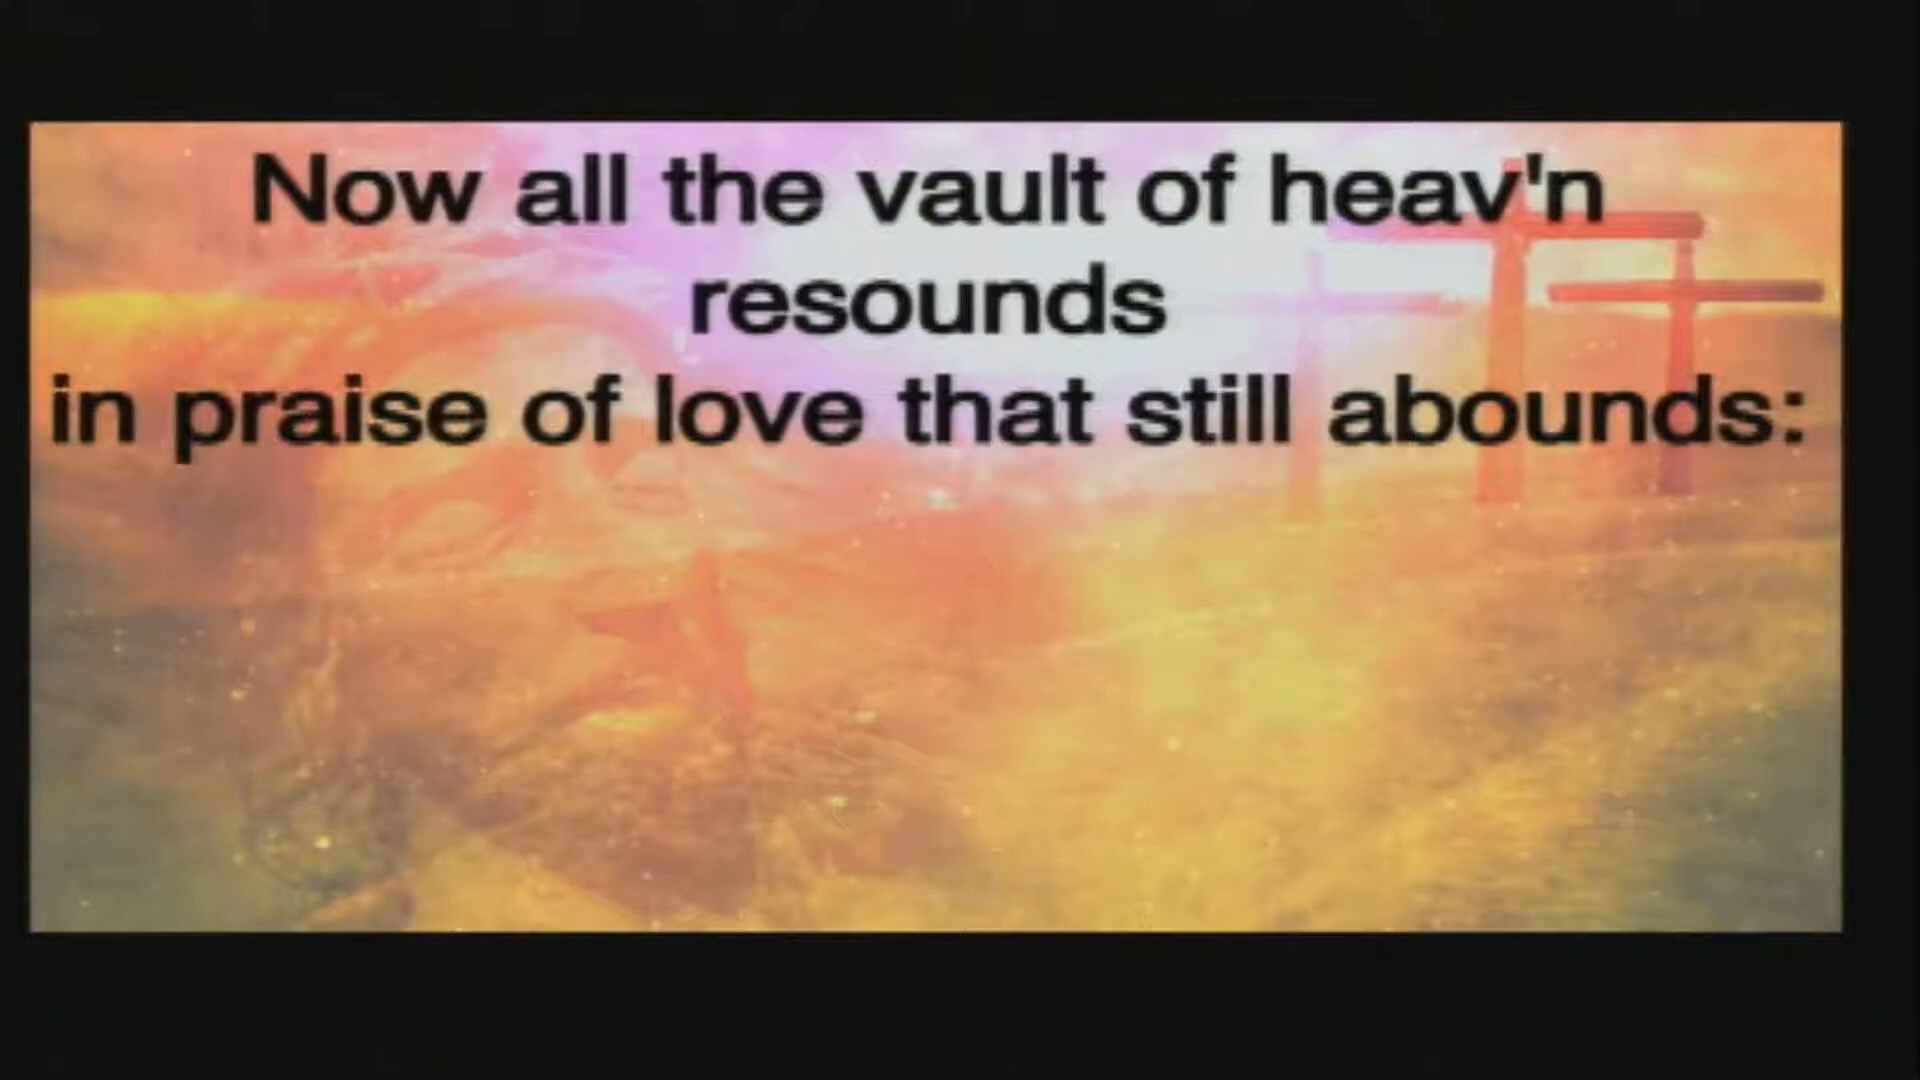 Now all the vault of heav'n
resounds
in praise of love that still abounds: